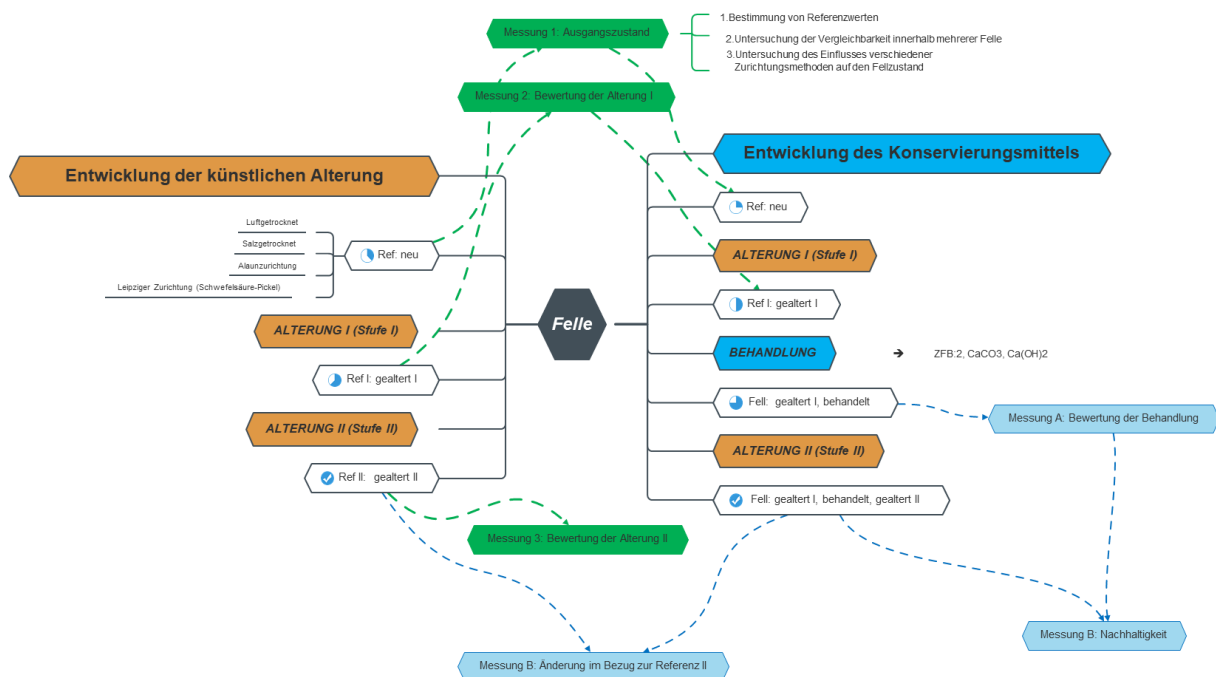 Messung 1: Ausgangszustand
1.Bestimmung von Referenzwerten
2.Untersuchung der Vergleichbarkeit innerhalb mehrerer Felle
3.Untersuchung des Einflusses verschiedener
Zurichtungsmethoden auf den Fellzustand
Messung 2: Bewertung der Alterung I
Entwicklung der künstlichen Alterung
Luftgetrocknet
Salzgetrocknet
Alaunzurichtung
Leipziger Zurichtung (Schwefelsäure-Pickel)
Ref: neu
ALTERUNG I (Sfufe I)
Ref I: gealtert I
ALTERUNG II (Stufe II)
Ref II: gealtert II
Felle
Entwicklung des Konservierungsmittels
Ref: neu
ALTERUNG I (Stufe I)
Ref I: gealtert I
BEHANDLUNG
➔ ZFB:2, CaCO3, Ca(OH)2
Fell: gealtert I, behandelt
Messung A: Bewertung der Behandlung
ALTERUNG II (Stufe II)
Fell: gealtert I, behandelt, gealtert II
Messung 3: Bewertung der Alterung II
Messung B: Nachhaltigkeit
Messung B: Änderung im Bezug zur Referenz II